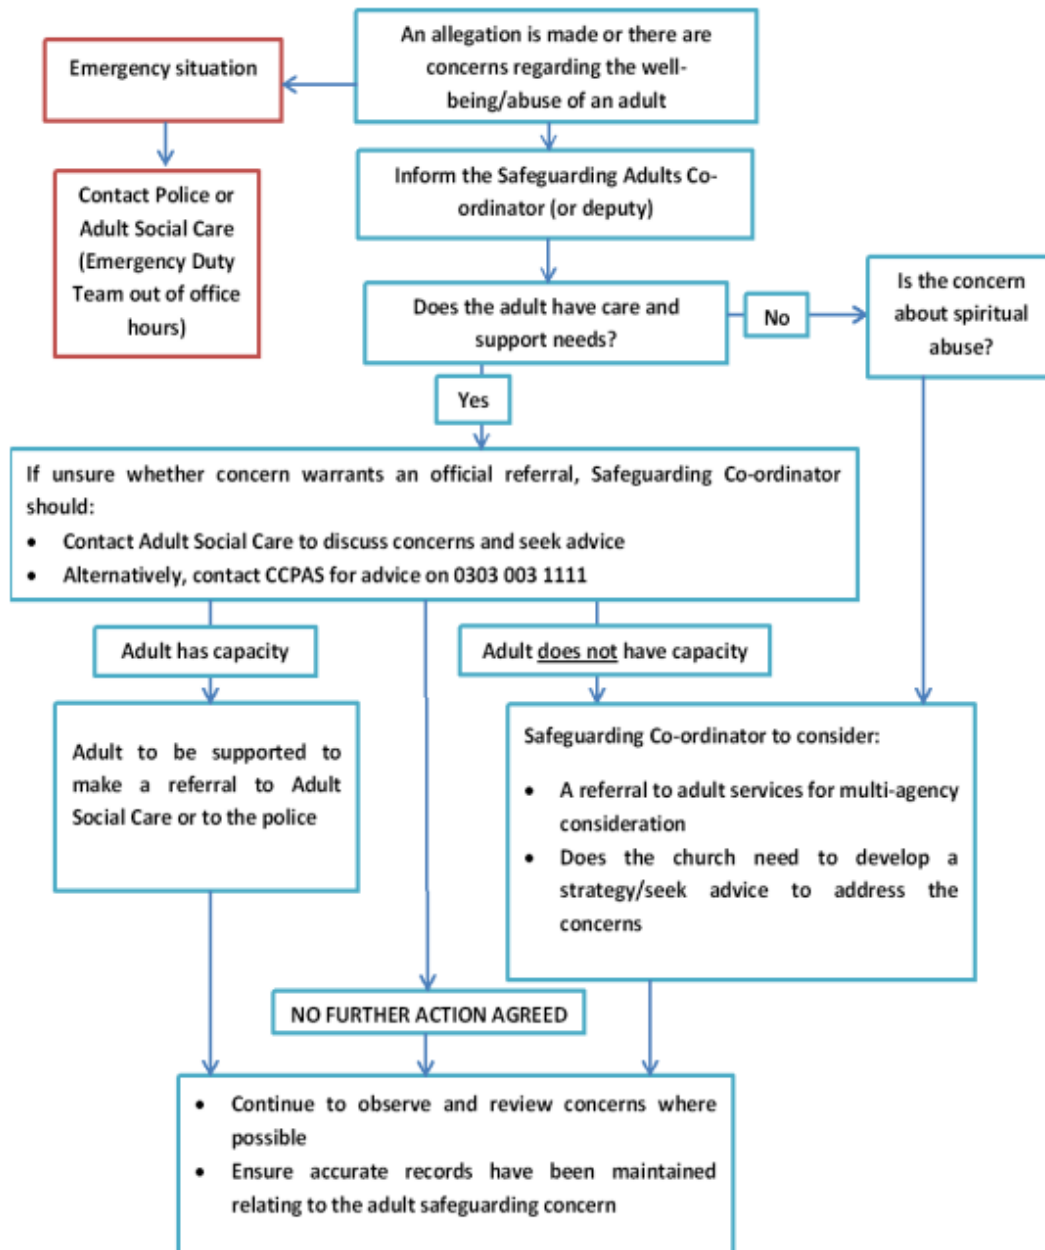 An allegation is made or there are
concerns regarding the well-
being/abuse of an adult
Emergency situation
Contact Police or
Adult Social Care
(Emergency Duty
Team out of office
hours)
Inform the Safeguarding Adults Co-
ordinator (or deputy)
Does the adult have care and
support needs?
No
Is the concern
about spiritual
abuse?
Yes
If unsure whether concern warrants an official referral, Safeguarding Co-ordinator
should:
• Contact Adult Social Care to discuss concerns and seek advice
• Alternatively, contact CCPAS for advice on 0303 003 1111
Adult has capacity
Adult does not have capacity
Adult to be supported to
make a referral to Adult
Social Care or to the police
Safeguarding Co-ordinator to consider:
• A referral to adult services for multi-agency
consideration
• Does the church need to develop a
strategy/seek advice to address the
concerns
NO FURTHER ACTION AGREED
• Continue to observe and review concerns where
possible
• Ensure accurate records have been maintained
relating to the adult safeguarding concern